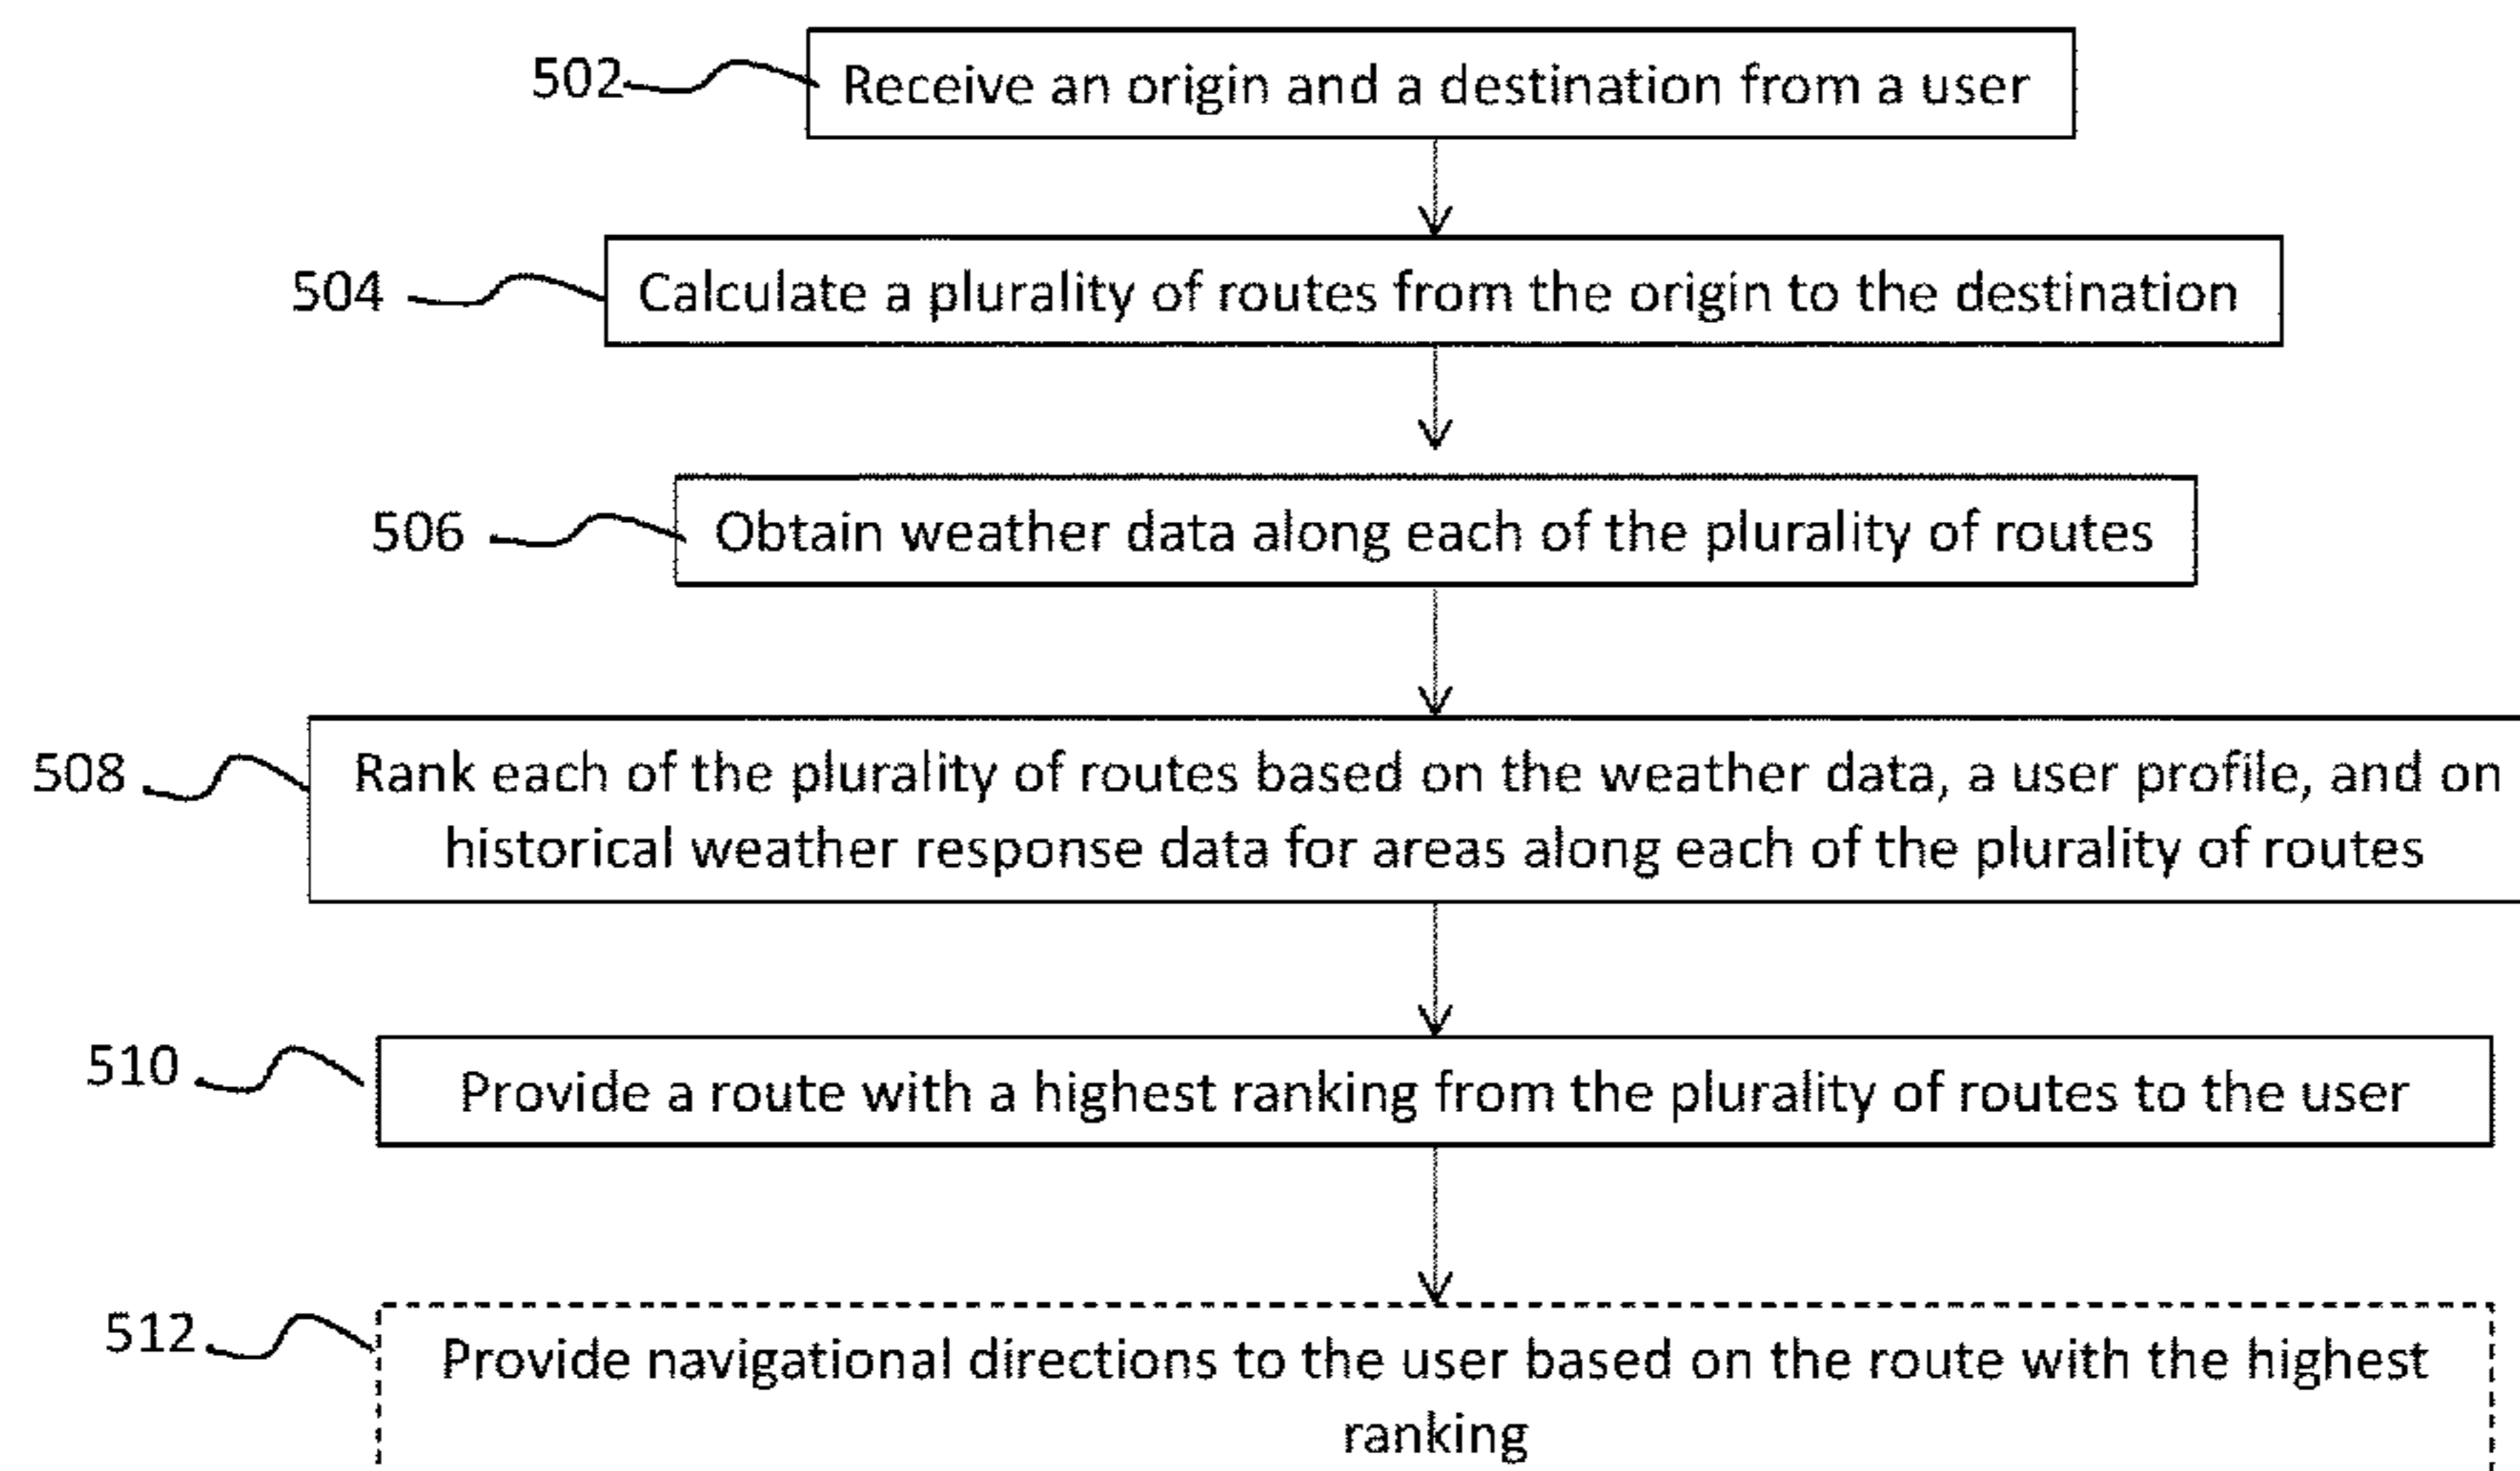 502
Receive an origin and a destination from a user
504
Calculate a plurality of routes from the origin to the destination
506
Obtain weather data along each of the plurality of routes
508
Rank each of the plurality of routes based on the weather data, a user profile, and on
historical weather response data for areas along each of the plurality of routes
510
Provide a route with a highest ranking from the plurality of routes to the user
512
Provide navigational directions to the user based on the route with the highest
ranking